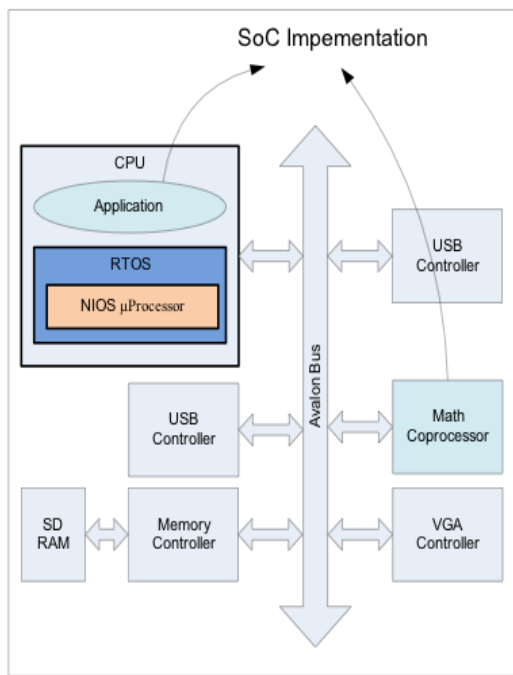 SoC Impementation
CPU
Application
RTOS
NIOS µProcessor
USB
Controller
Avalon Bus
USB
Controller
Math
Coprocessor
SD
RAM
Memory
Controller
VGA
Controller